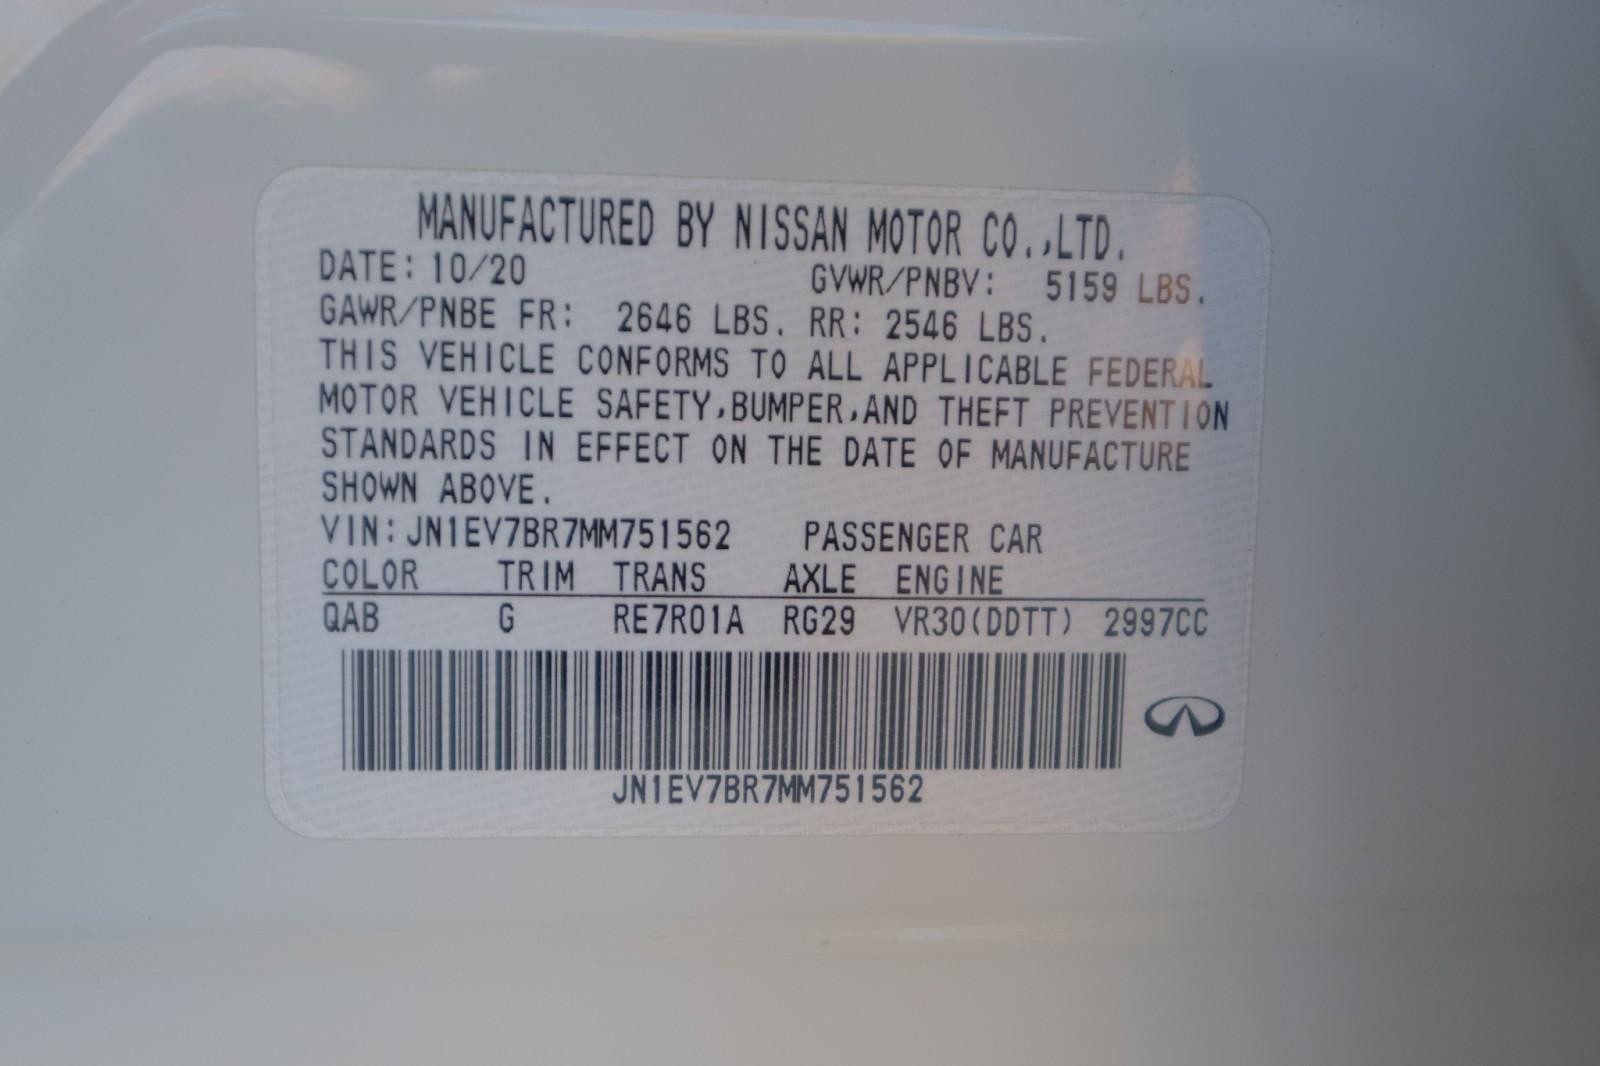 MANUFACTURED BY NISSAN MOTOR CO.,LTD.
DATE: 10/20 GVWR/PNBV: 5159 LBS.
GAWR/PNBE FR: 2646 LBS. RR: 2546 LBS.
THIS VEHICLE CONFORMS TO ALL APPLICABLE FEDERAL
MOTOR VEHICLE SAFETY,BUMPER,AND THEFT PREVENTION
STANDARDS IN EFFECT ON THE DATE OF MANUFACTURE
SHOWN ABOVE.
VIN:JN1EV7BR7MM751562 PASSENGER CAR
COLOR TRIM TRANS AXLE ENGINE
QAB G RE7R01A RG29 VR30(DDTT) 2997CC
JN1EV7BR7MM751562